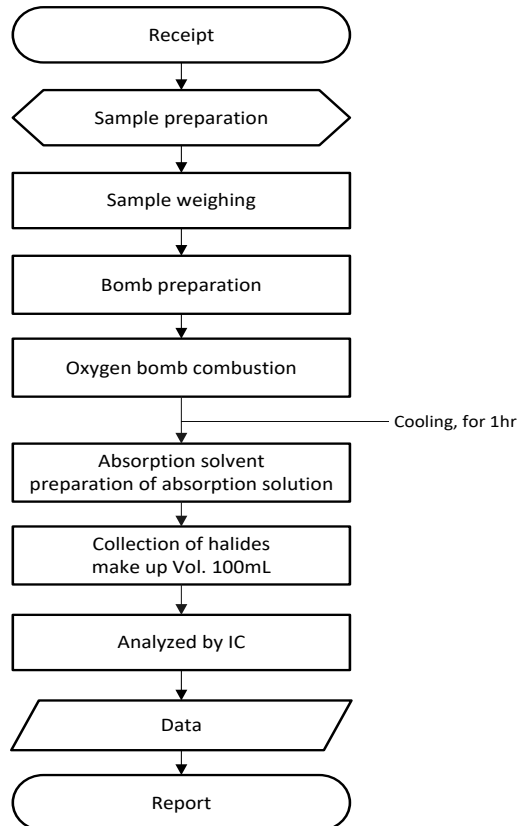 Receipt
Sample preparation
Sample weighing
Bomb preparation
Oxygen bomb combustion
Cooling, for 1hr
Absorption solvent
preparation of absorption solution
Collection of halides
make up Vol. 100mL
Analyzed by IC
Data
Report